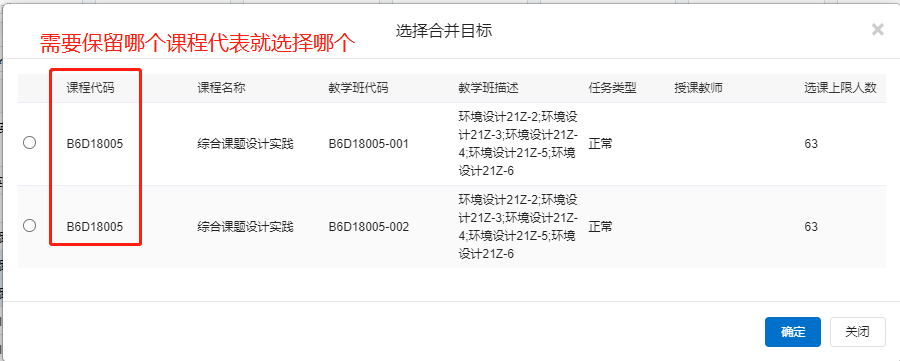 选择合并目标
×
需要保留哪个课程代表就选择哪个
课程代码 课程名称 教学班代码 教学班描述 任务类型 授课教师 选课上限人数
B6D18005 综合课题设计实践 B6D18005-001 环境设计21Z-2;环境设
计21Z-3;环境设计21Z-
4;环境设计21Z-5;环境
设计21Z-6 正常 63
B6D18005 综合课题设计实践 B6D18005-002 环境设计21Z-2;环境设
计21Z-3;环境设计21Z-
4;环境设计21Z-5;环境
设计21Z-6 正常 63
确定 关闭